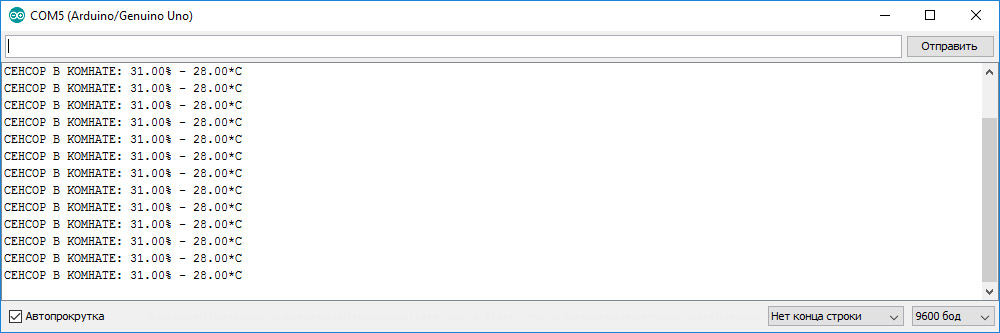 COM5 (Arduino/Genuino Uno)
Отправить
СЕНСОР В КОМНАТЕ: 31.00% - 28.00*C
СЕНСОР В КОМНАТЕ: 31.00% - 28.00*C
СЕНСОР В КОМНАТЕ: 31.00% - 28.00*C
СЕНСОР В КОМНАТЕ: 31.00% - 28.00*C
СЕНСОР В КОМНАТЕ: 31.00% - 28.00*C
СЕНСОР В КОМНАТЕ: 31.00% - 28.00*C
СЕНСОР В КОМНАТЕ: 31.00% - 28.00*C
СЕНСОР В КОМНАТЕ: 31.00% - 28.00*C
СЕНСОР В КОМНАТЕ: 31.00% - 28.00*C
СЕНСОР В КОМНАТЕ: 31.00% - 28.00*C
СЕНСОР В КОМНАТЕ: 31.00% - 28.00*C
СЕНСОР В КОМНАТЕ: 31.00% - 28.00*C
СЕНСОР В КОМНАТЕ: 31.00% - 28.00*C
Автопрокрутка Нет конца строки 9600 бод